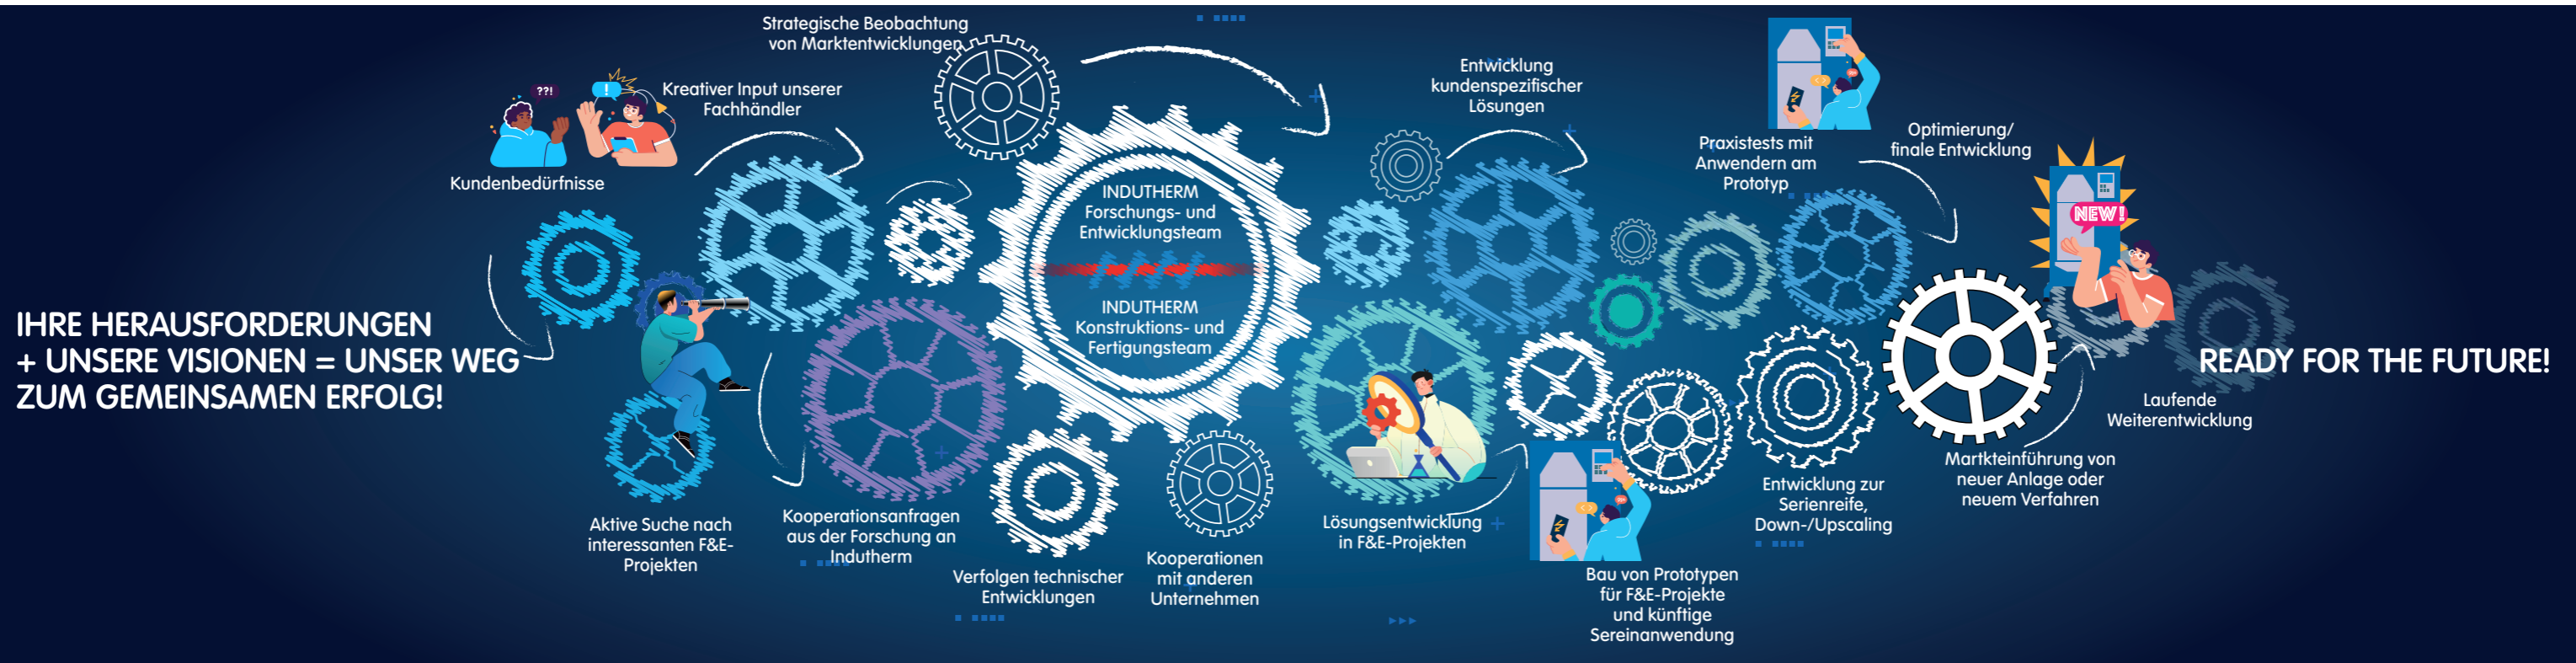 IHRE HERAUSFORDERUNGEN
+ UNSERE VISIONEN = UNSER WEG
ZUM GEMEINSAMEN ERFOLG!
Kundenbedürfnisse
??!
!
Kreativer Input unserer
Fachhändler
Strategische Beobachtung
von Marktentwicklungen
Aktive Suche nach
interessanten F&E-
Projekten
Kooperationsanfragen
aus der Forschung an
Indutherm
Verfolgen technischer
Entwicklungen
Kooperationen
mit anderen
Unternehmen
INDUTHERM
Forschungs- und
Entwicklungsteam
INDUTHERM
Konstruktions- und
Fertigungsteam
Entwicklung
kundenspezifischer
Lösungen
Lösungsentwicklung
in F&E-Projekten
Bau von Prototypen
für F&E-Projekte
und künftige
Sereinanwendung
Praxistests mit
Anwendern am
Prototyp
Entwicklung zur
Serienreife,
Down-/Upscaling
Optimierung/
finale Entwicklung
Martkteinführung von
neuer Anlage oder
neuem Verfahren
NEW!
Laufende
Weiterentwicklung
READY FOR THE FUTURE!